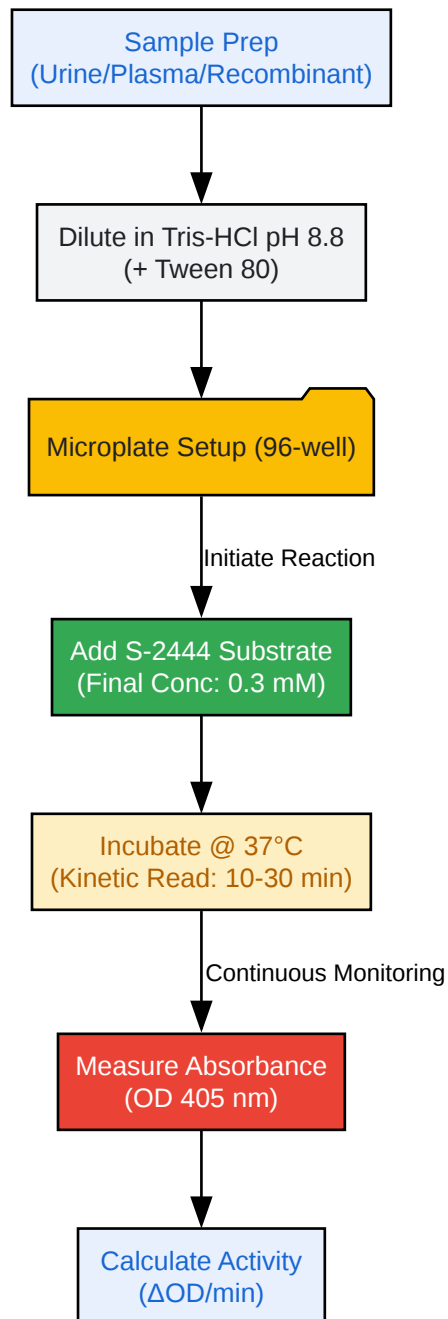 Sample Prep
(Urine/Plasma/Recombinant)
Dilute in Tris-HCl pH 8.8
(+ Tween 80)
Microplate Setup (96-well)
Initiate Reaction
Add S-2444 Substrate
(Final Conc: 0.3 mM)
Incubate @ 37°C
(Kinetic Read: 10-30 min)
Continuous Monitoring
Measure Absorbance
(OD 405 nm)
Calculate Activity
(ΔOD/min)